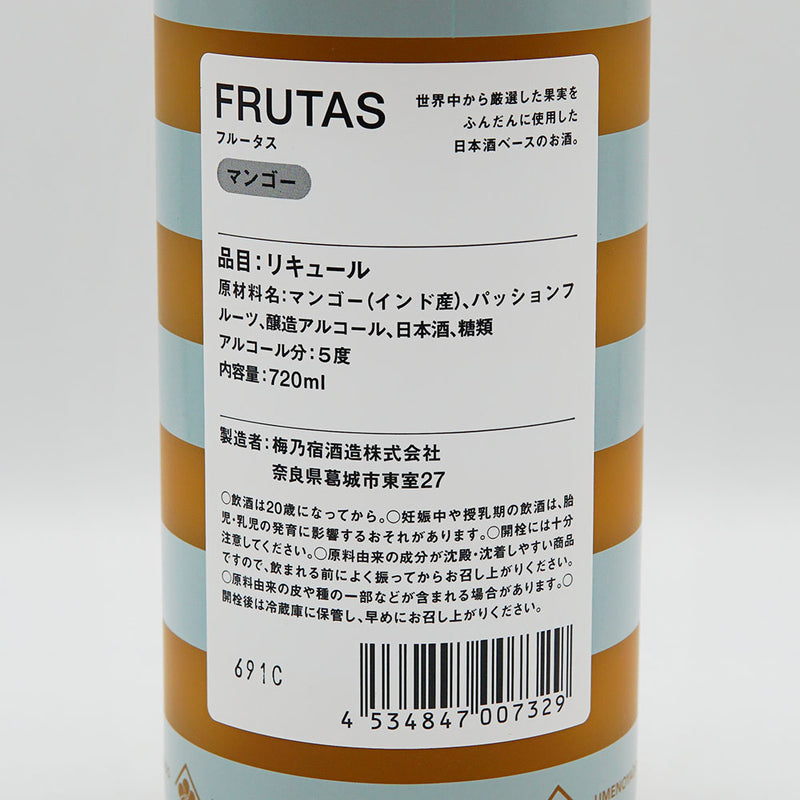 FRUTAS
フルータス
マンゴー
世界中から厳選した果実を
ふんだんに使用した
日本酒ベースのお酒。
品目：リキュール
原材料名：マンゴー（インド産）、パッションフ
ルーツ、醸造アルコール、日本酒、糖類
アルコール分：５度
内容量：720ml
製造者：梅乃宿酒造株式会社
奈良県葛城市東室27
○飲酒は20歳になってから。○妊娠中や授乳期の飲酒は、胎
児・乳児の発育に影響するおそれがあります。○開栓には十分
注意してください。○原料由来の成分が沈殿・沈着しやすい商品
ですので、飲まれる前によく振ってからお召し上がりください。
○原料由来の皮や種の一部などが含まれる場合があります。○
開栓後は冷蔵庫に保管し、早めにお召し上がりください。
691C
4 534847 007329